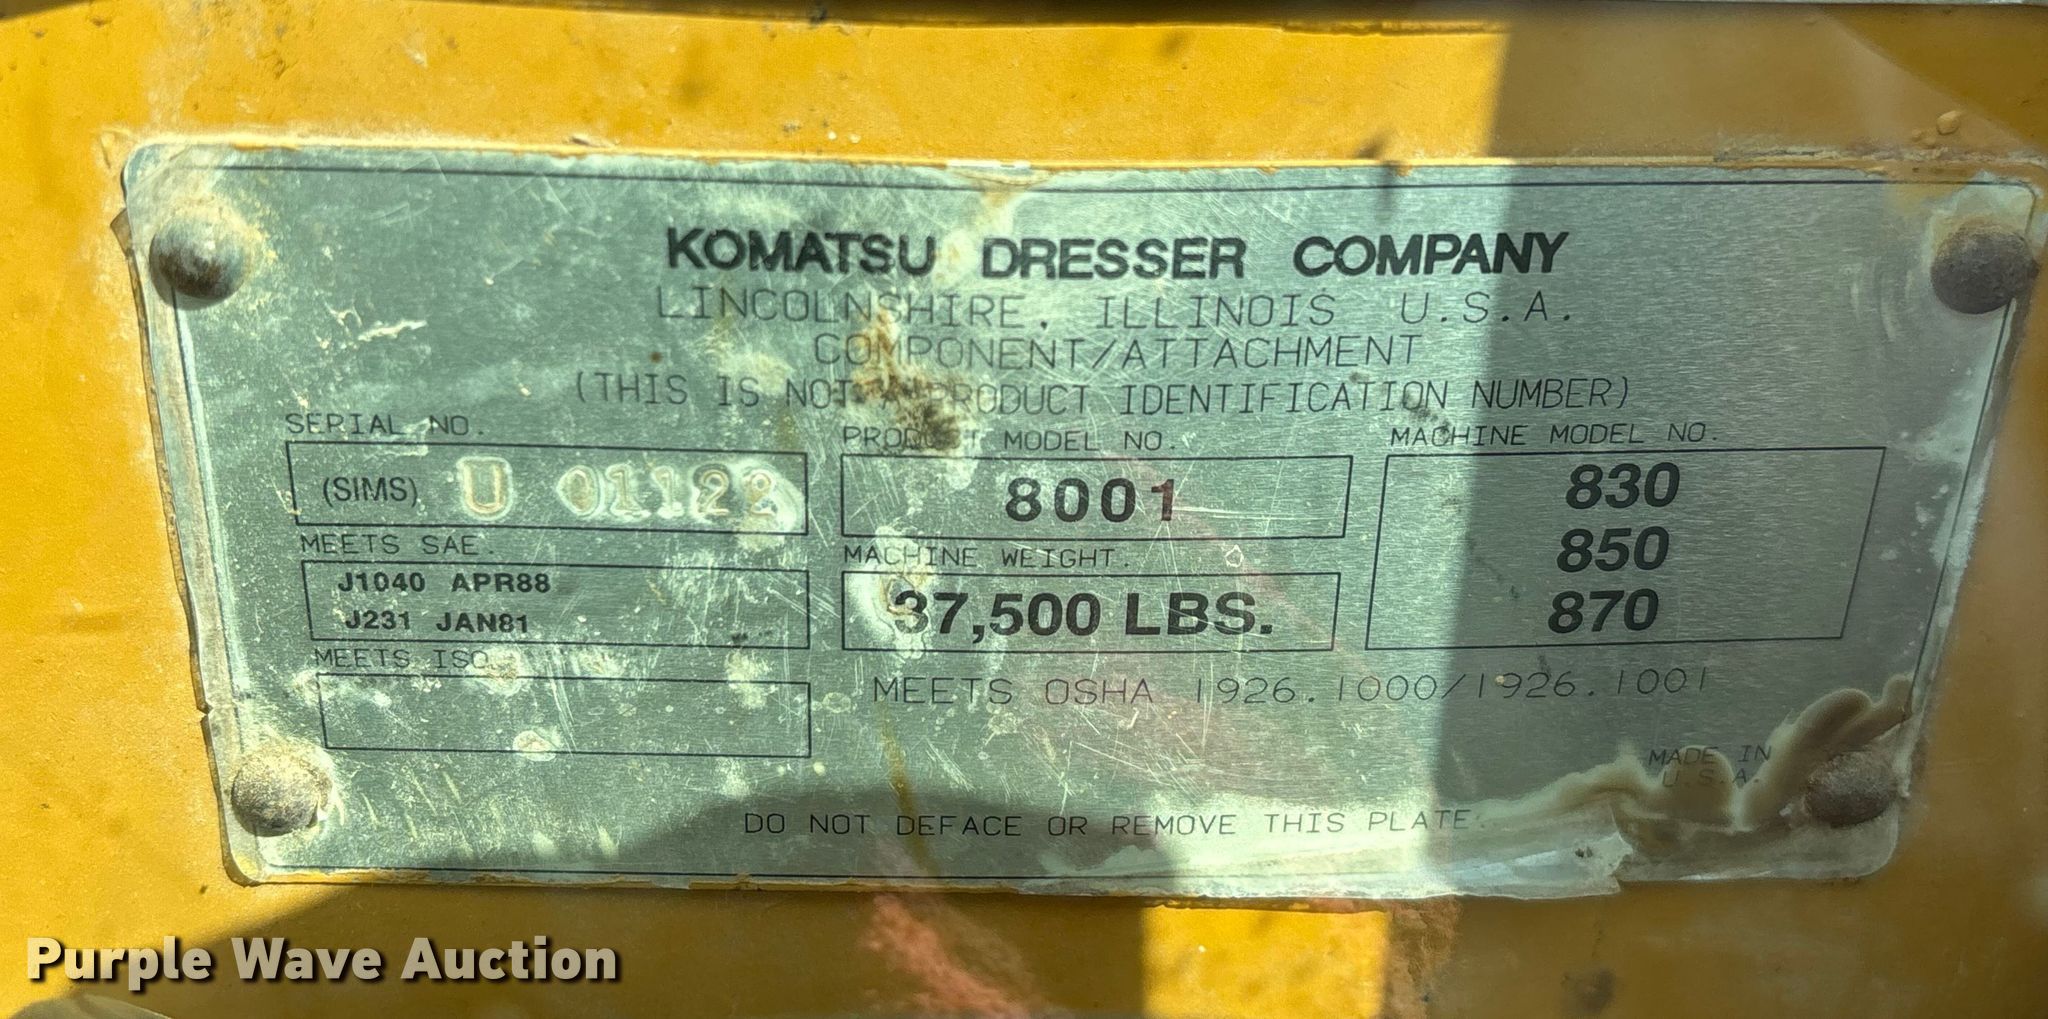 KOMATSU DRESSER COMPANY
LINCOLNSHIRE, ILLINOIS U.S.A.
COMPONENT/ATTACHMENT
(THIS IS NOT A PRODUCT IDENTIFICATION NUMBER)
SERIAL NO.
(SIMS) U 01122
PRODUCT MODEL NO.
8001
MACHINE MODEL NO.
830
850
870
MEETS SAE.
J1040 APR88
J231 JAN81
MACHINE WEIGHT.
37,500 LBS.
MEETS ISO.
MEETS OSHA 1926.1000/1926.1001
MADE IN
U.S.A.
DO NOT DEFACE OR REMOVE THIS PLATE.
Purple Wave Auction